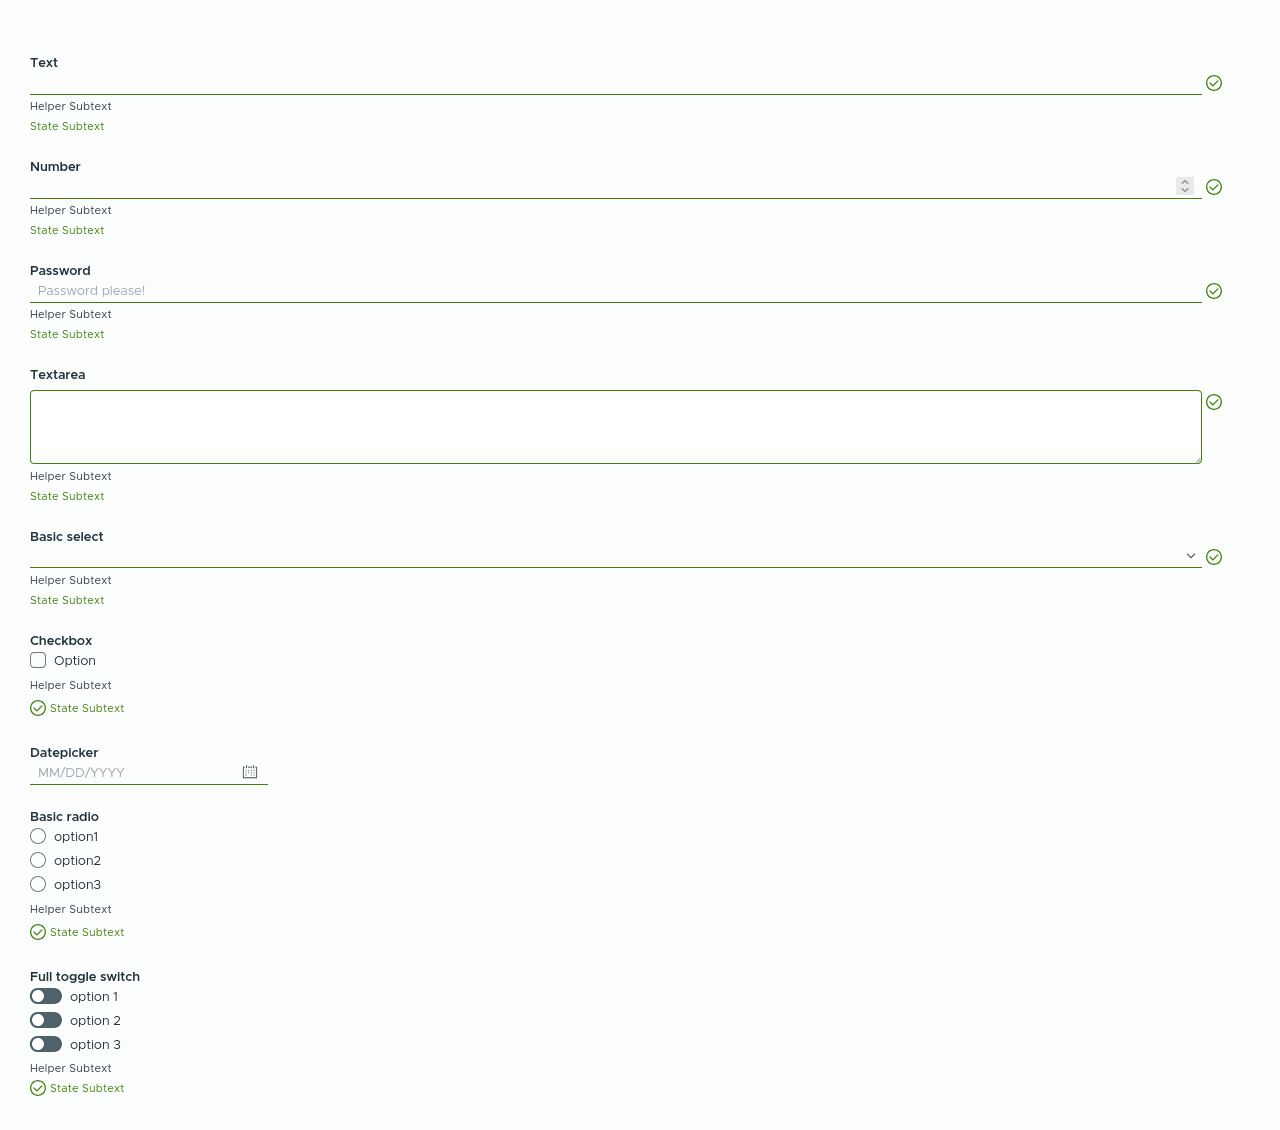 Text
Helper Subtext
State Subtext
Number
Helper Subtext
State Subtext
Password
Password please!
Helper Subtext
State Subtext
Textarea
Helper Subtext
State Subtext
Basic select
Helper Subtext
State Subtext
Checkbox
Option
Helper Subtext
State Subtext
Datepicker
MM/DD/YYYY
Basic radio
option1
option2
option3
Helper Subtext
State Subtext
Full toggle switch
option 1
option 2
option 3
Helper Subtext
State Subtext